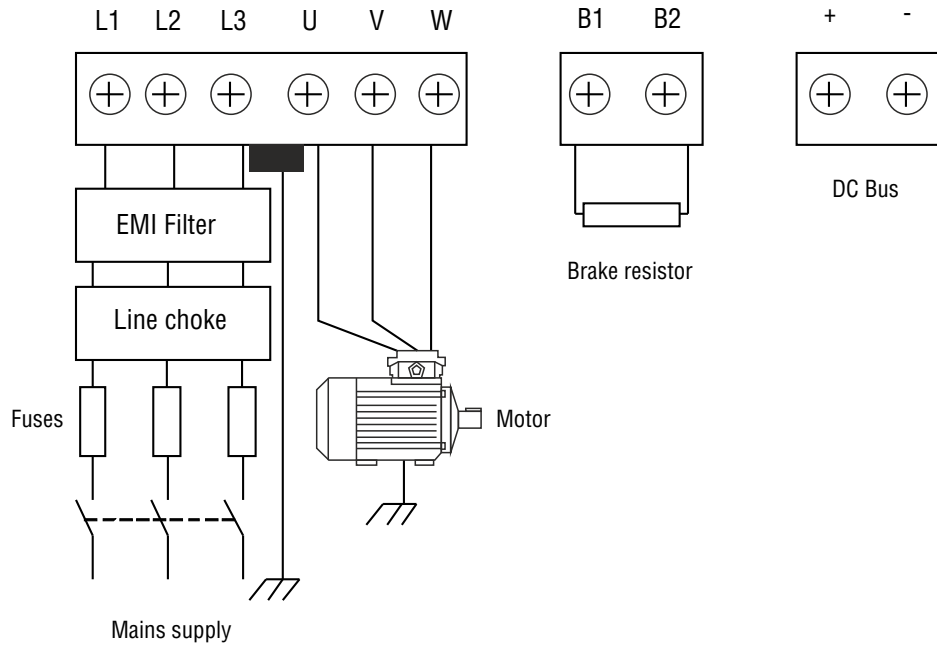 L1 L2 L3 U V W B1 B2 + -
DC Bus
EMI Filter
Brake resistor
Line choke
Fuses
Motor
Mains supply